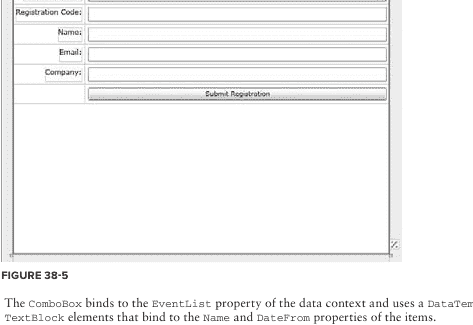 Registration Code:
Name:
Email:
Company:
Submit Registration
FIGURE 38-5
The ComboBox binds to the EventList property of the data context and uses a DataTem
TextBlock elements that bind to the Name and DateFrom properties of the items.